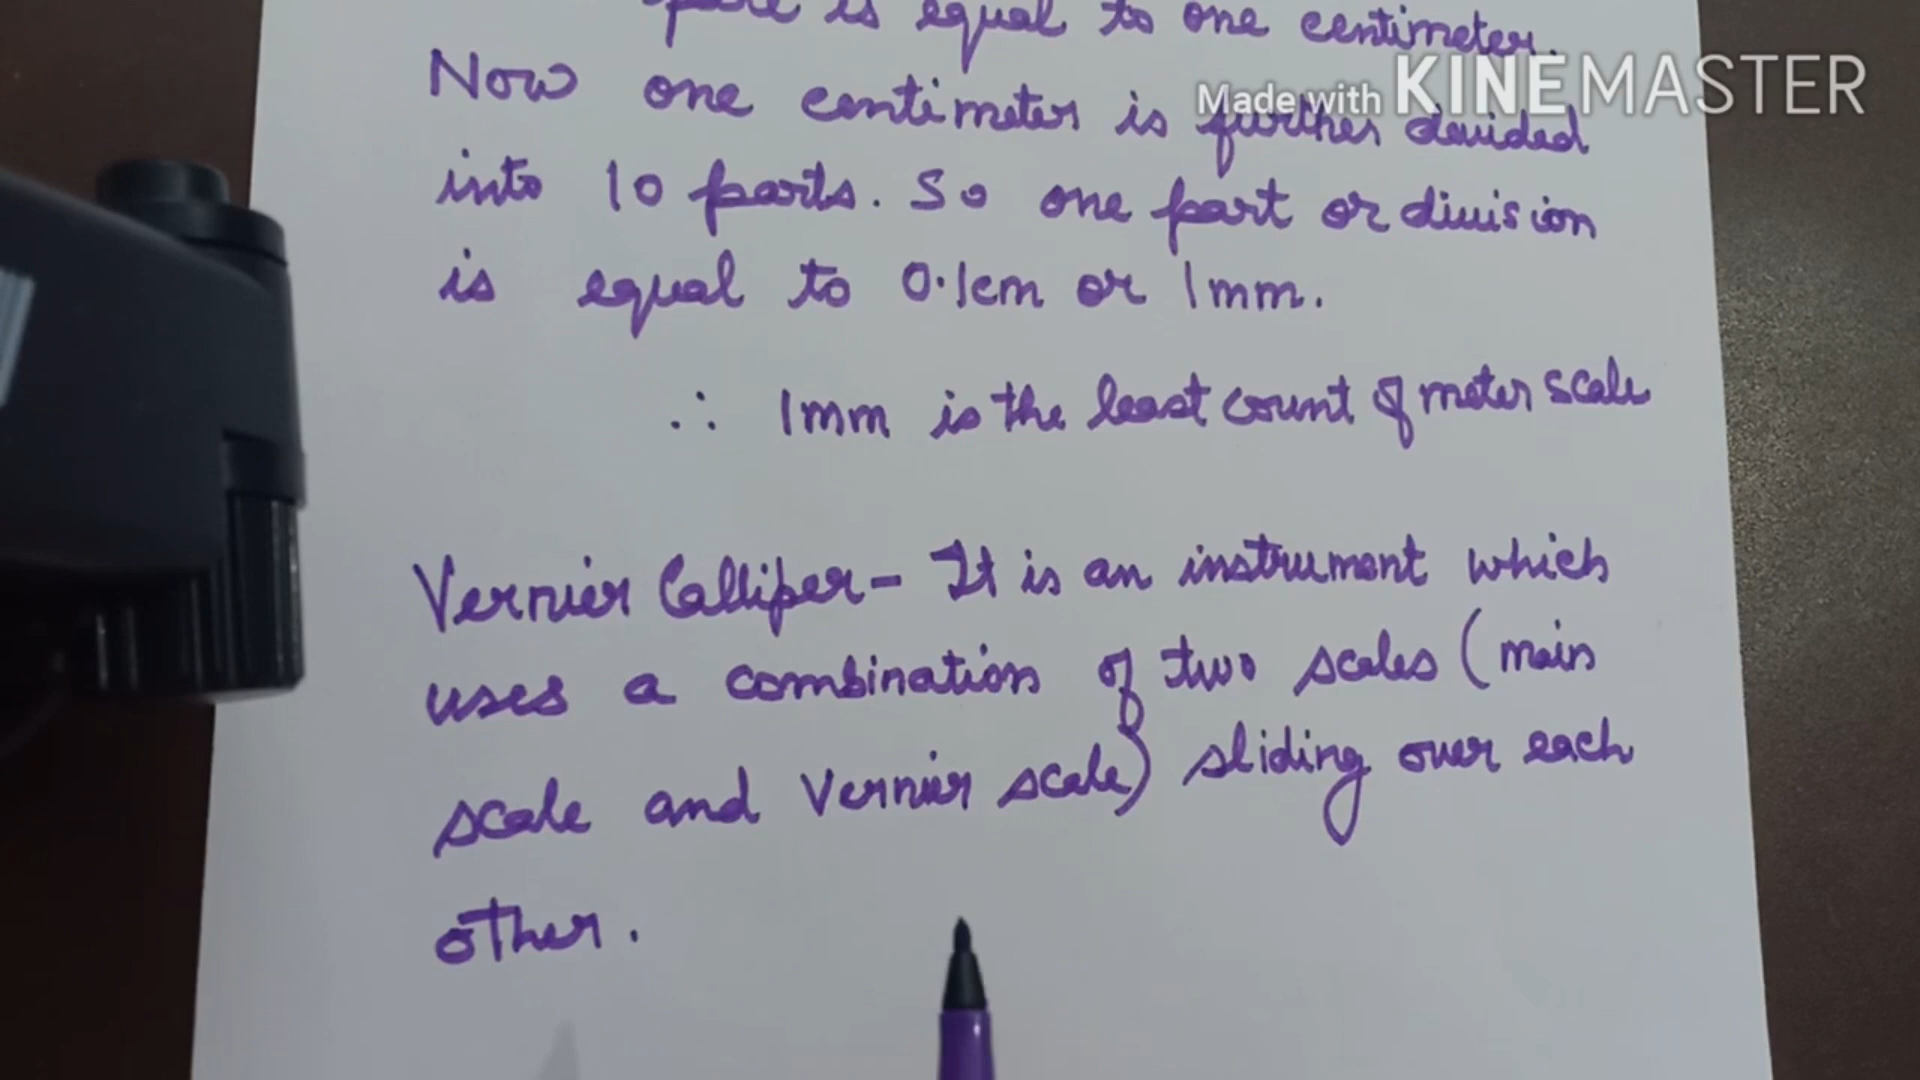 part is equal to one centimeter.
Made with KINEMASTER
Now one centimeter is further devided
into 10 parts. So one part or division
is equal to 0.1cm or 1mm.
∴ 1mm is the least count of meter scale
Vernier Calliper - It is an instrument which
uses a combination of two scales (main
scale and Vernier scale) sliding over each
other.